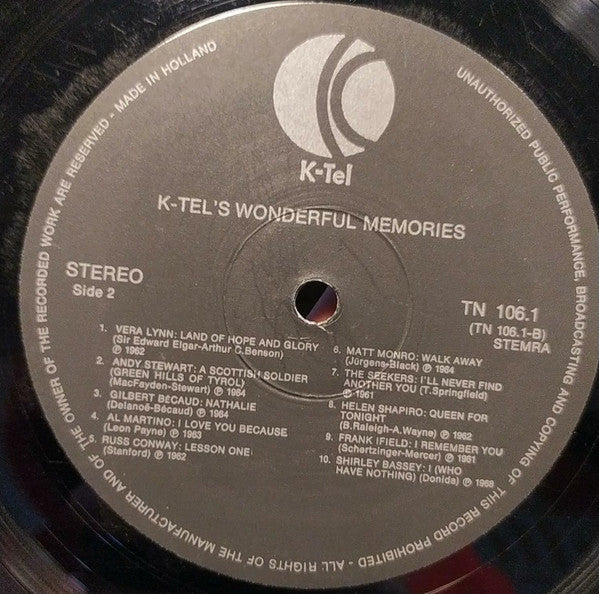 K-Tel
K-TEL'S WONDERFUL MEMORIES
STEREO
Side 2
TN 106.1
(TN 106.1-B)
STEMRA
1. VERA LYNN: LAND OF HOPE AND GLORY
(Sir Edward Elgar-Arthur C.Benson)
℗ 1962
2. ANDY STEWART: A SCOTTISH SOLDIER
(GREEN HILLS OF TYROL)
(MacFayden-Stewart) ℗ 1964
3. GILBERT BECAUD: NATHALIE
(Delanoë-Bécaud) ℗ 1964
4. AL MARTINO: I LOVE YOU BECAUSE
(Leon Payne) ℗ 1963
5. RUSS CONWAY: LESSON ONE
(Stanford) ℗ 1962
6. MATT MONRO: WALK AWAY
(Jürgens-Black) ℗ 1964
7. THE SEEKERS: I'LL NEVER FIND
ANOTHER YOU (T.Springfield)
℗ 1961
8. HELEN SHAPIRO: QUEEN FOR
TONIGHT
(B.Raleigh-A.Wayne) ℗ 1962
9. FRANK IFIELD: I REMEMBER YOU
(Schertzinger-Mercer) ℗ 1961
10. SHIRLEY BASSEY: I (WHO
HAVE NOTHING) (Donida) ℗ 1969
UNAUTHORIZED PUBLIC PERFORMANCE, BROADCASTING AND COPYING OF THIS RECORD PROHIBITED - ALL RIGHTS OF THE MANUFACTURER AND OF THE OWNER OF THE RECORDED WORK ARE RESERVED - MADE IN HOLLAND